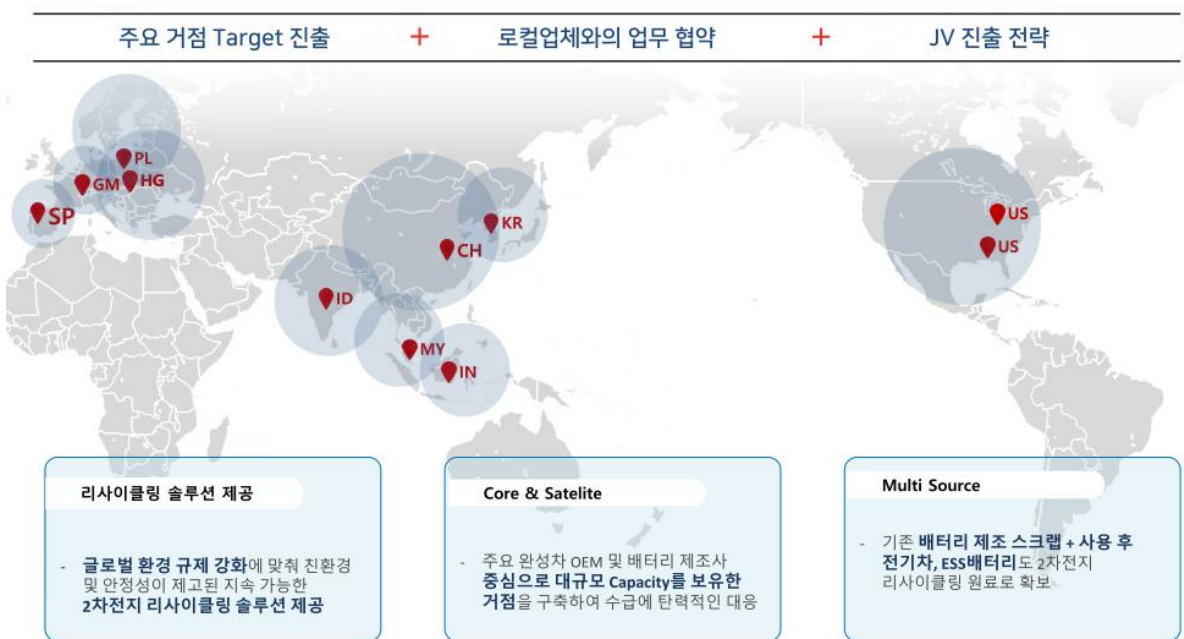 주요 거점 Target 진출 + 로컬업체와의 업무 협약 + JV 진출 전략
PL
GM
HG
SP
KR
CH
ID
MY
IN
US
US
리사이클링 솔루션 제공
- 글로벌 환경 규제 강화에 맞춰 친환경
및 안정성이 제고된 지속 가능한
2차전지 리사이클링 솔루션 제공
Core & Satelite
- 주요 완성차 OEM 및 배터리 제조사
중심으로 대규모 Capacity를 보유한
거점을 구축하여 수급에 탄력적인 대응
Multi Source
- 기존 배터리 제조 스크랩 + 사용 후
전기차, ESS배터리도 2차전지
리사이클링 원료로 확보